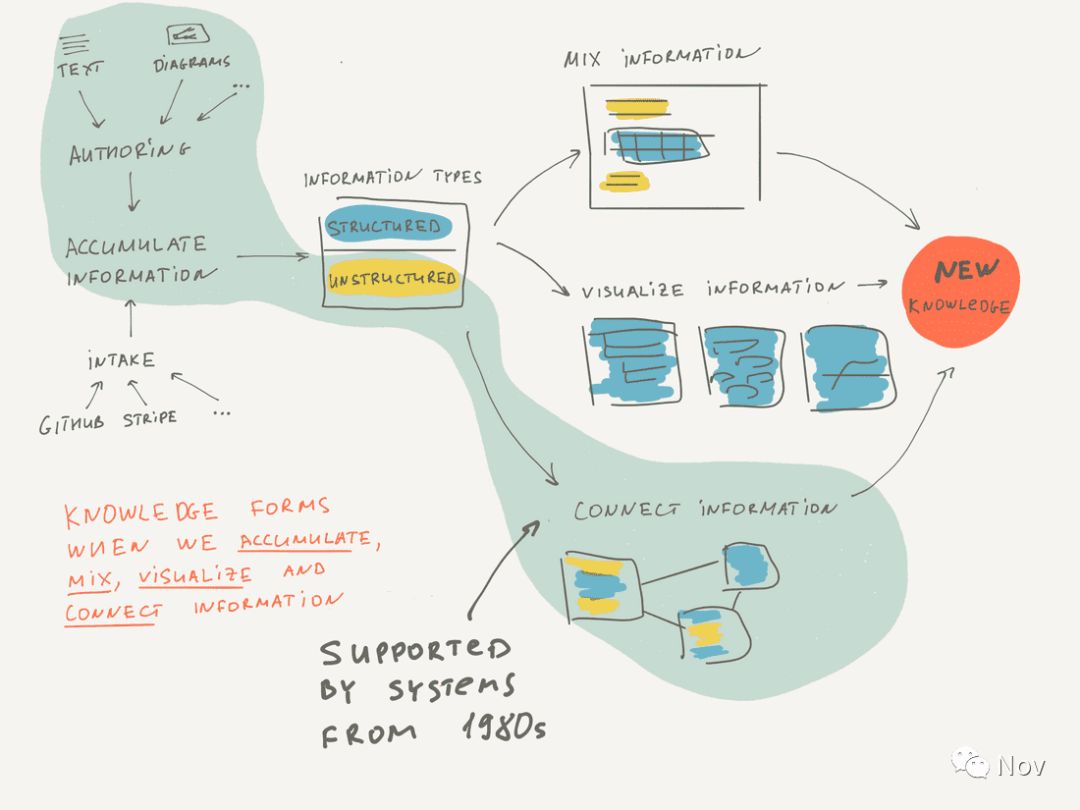 TEXT
DIAGRAMS
...
AUTHORING
ACCUMULATE
INFORMATION
INTAKE
GITHUB STRIPE ...
INFORMATION TYPES
STRUCTURED
UNSTRUCTURED
MIX INFORMATION
VISUALIZE INFORMATION
NEW
KNOWLEDGE
CONNECT INFORMATION
KNOWLEDGE FORMS
WHEN WE ACCUMULATE,
MIX, VISUALIZE AND
CONNECT INFORMATION
SUPPORTED
BY SYSTEMS
FROM 1980s
Nov